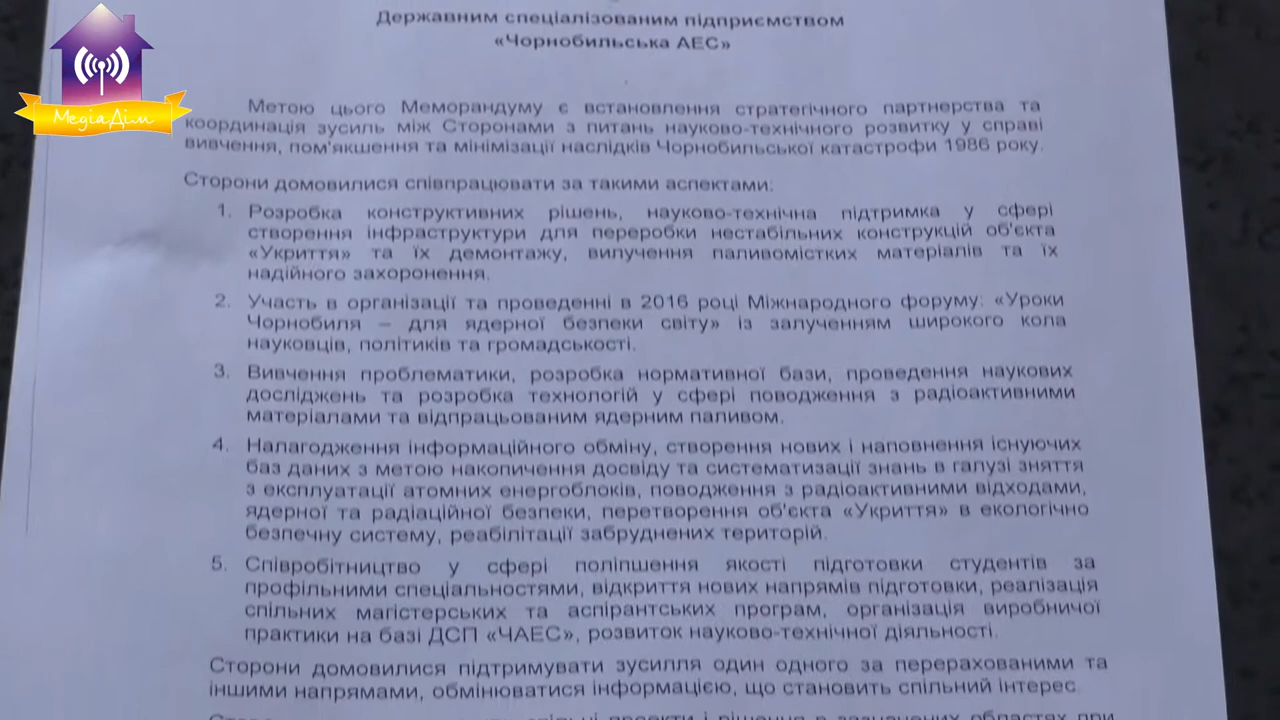 МедіаДім
Державним спеціалізованим підприємством
«Чорнобильська АЕС»
Метою цього Меморандуму є встановлення стратегічного партнерства та
координація зусиль між Сторонами з питань науково-технічного розвитку у справі
вивчення, пом'якшення та мінімізації наслідків Чорнобильської катастрофи 1986 року.
Сторони домовилися співпрацювати за такими аспектами:
1. Розробка конструктивних рішень, науково-технічна підтримка у сфері
створення інфраструктури для переробки нестабільних конструкцій об'єкта
«Укриття» та їх демонтажу, вилучення паливомістких матеріалів та їх
надійного захоронення.
2. Участь в організації та проведенні в 2016 році Міжнародного форуму: «Уроки
Чорнобиля – для ядерної безпеки світу» із залученням широкого кола
науковців, політиків та громадськості.
3. Вивчення проблематики, розробка нормативної бази, проведення наукових
досліджень та розробка технологій у сфері поводження з радіоактивними
матеріалами та відпрацьованим ядерним паливом.
4. Налагодження інформаційного обміну, створення нових і наповнення існуючих
баз даних з метою накопичення досвіду та систематизації знань в галузі зняття
з експлуатації атомних енергоблоків, поводження з радіоактивними відходами,
ядерної та радіаційної безпеки, перетворення об'єкта «Укриття» в екологічно
безпечну систему, реабілітації забруднених територій.
5. Співробітництво у сфері поліпшення якості підготовки студентів за
профільними спеціальностями, відкриття нових напрямів підготовки, реалізація
спільних магістерських та аспірантських програм, організація виробничої
практики на базі ДСП «ЧАЕС», розвиток науково-технічної діяльності.
Сторони домовилися підтримувати зусилля один одного за перерахованими та
іншими напрямами, обмінюватися інформацією, що становить спільний інтерес.
проекти і рішення в зазначених областях при